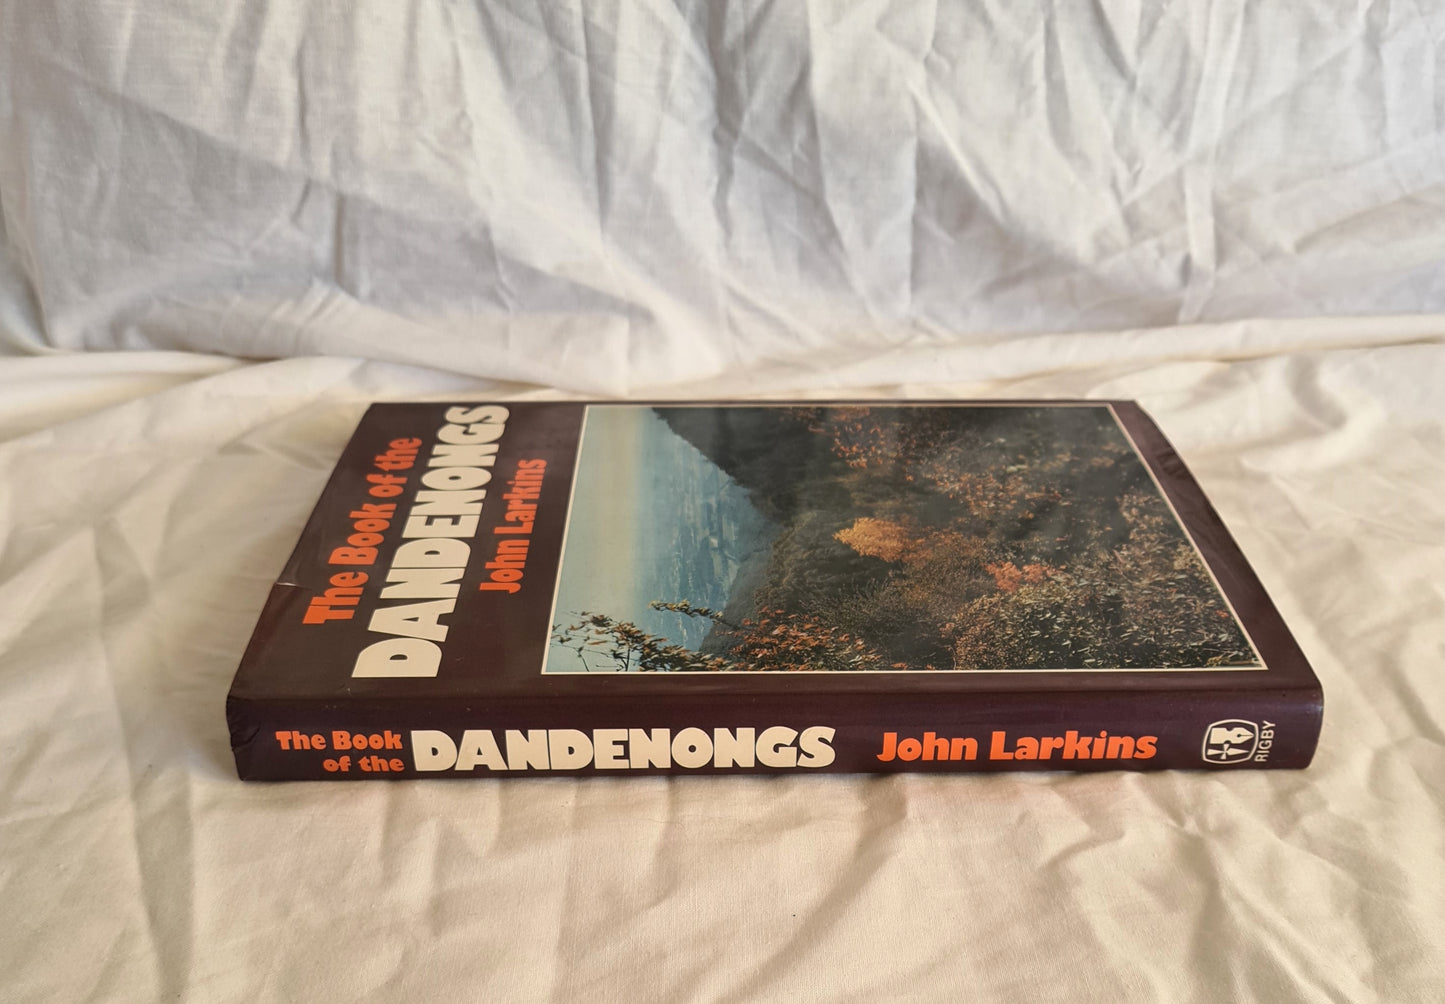 The Book of the
DANDENONGS
John Larkins
The Book
of the
DANDENONGS
John Larkins
RIGBY